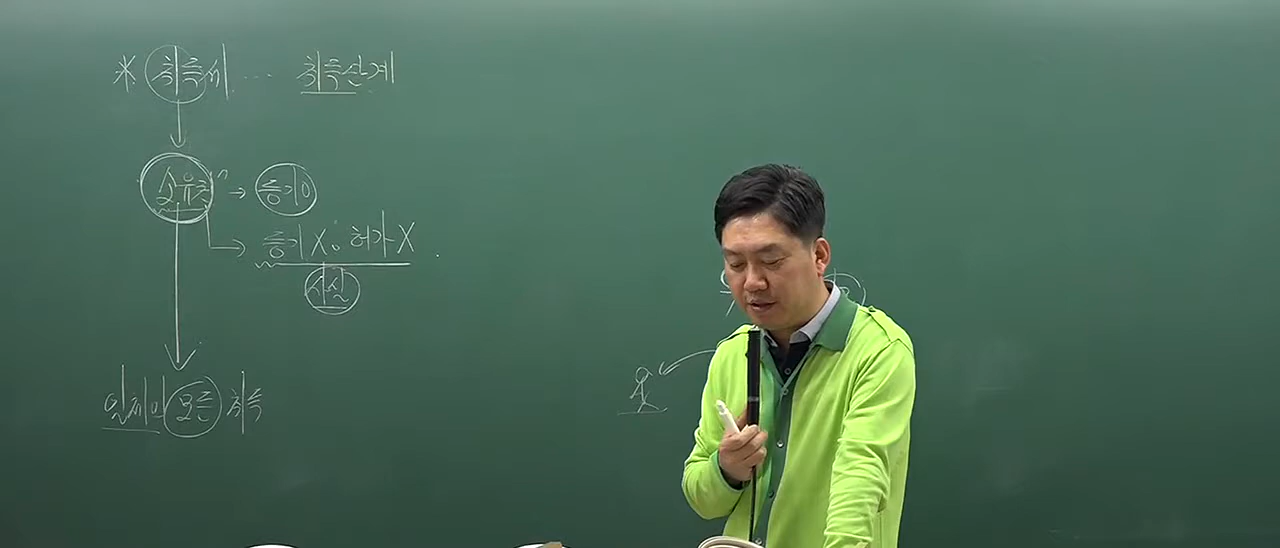 ※ 취득세 … 취득단계
소유권 → 등기O
등기X, 허가X
사실
일체의 모든 취득